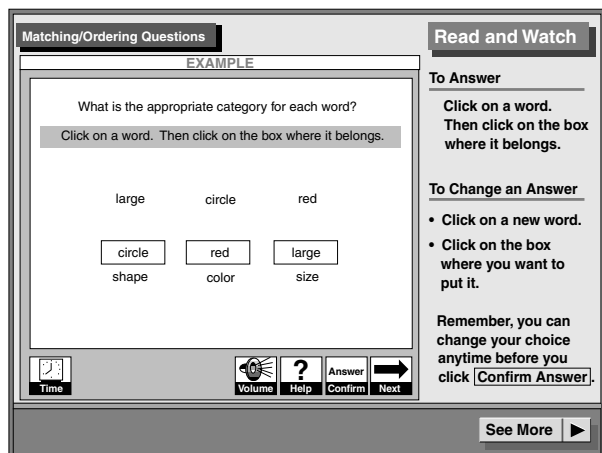 Matching/Ordering Questions
EXAMPLE
What is the appropriate category for each word?
Click on a word. Then click on the box where it belongs.
large circle red
circle red large
shape color size
Time
Volume
?
Help
Answer
Confirm
Next
Read and Watch
To Answer
Click on a word.
Then click on the box
where it belongs.
To Change an Answer
• Click on a new word.
• Click on the box
where you want to
put it.
Remember, you can
change your choice
anytime before you
click Confirm Answer.
See More